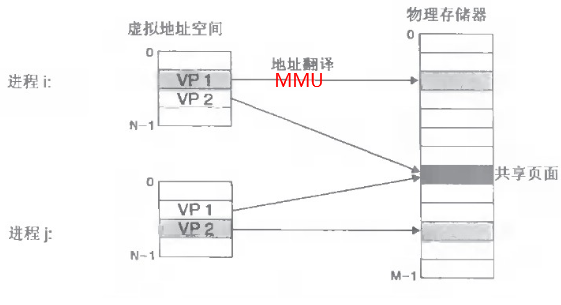 虚拟地址空间
物理存储器
0
0
地址翻译
进程 i:
VP 1
MMU
VP 2
N-1
0
共享页面
VP 1
进程 j:
VP 2
N-1
M-1